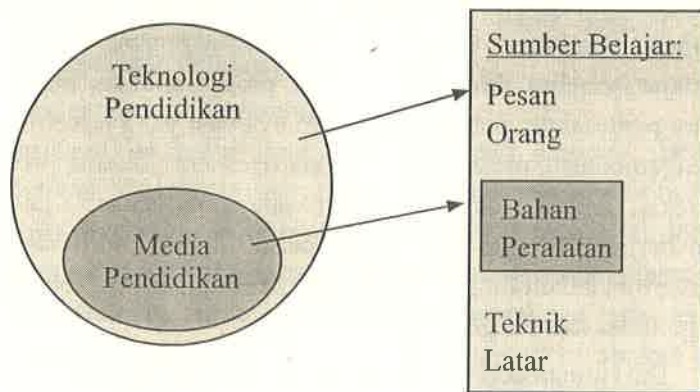 Teknologi
Pendidikan
Media
Pendidikan
Sumber Belajar:
Pesan
Orang
Bahan
Peralatan
Teknik
Latar